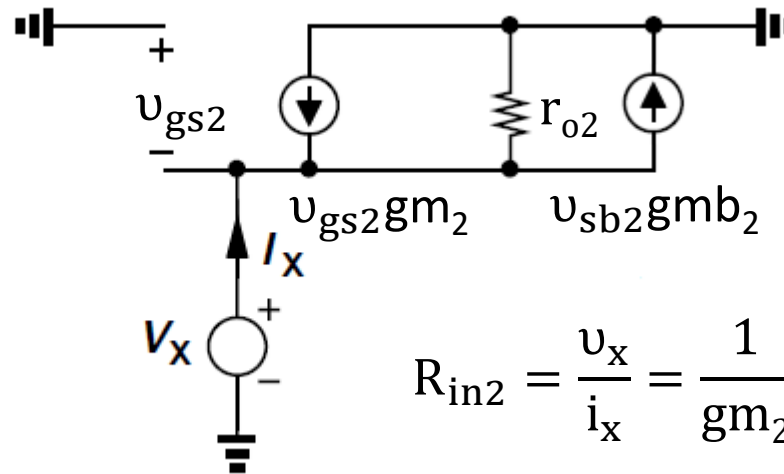 +
υgs2
−
ro2
υgs2gm2
υsb2gmb2
Ix
Vx
+
−
Rin2 = υx/ix = 1/gm2